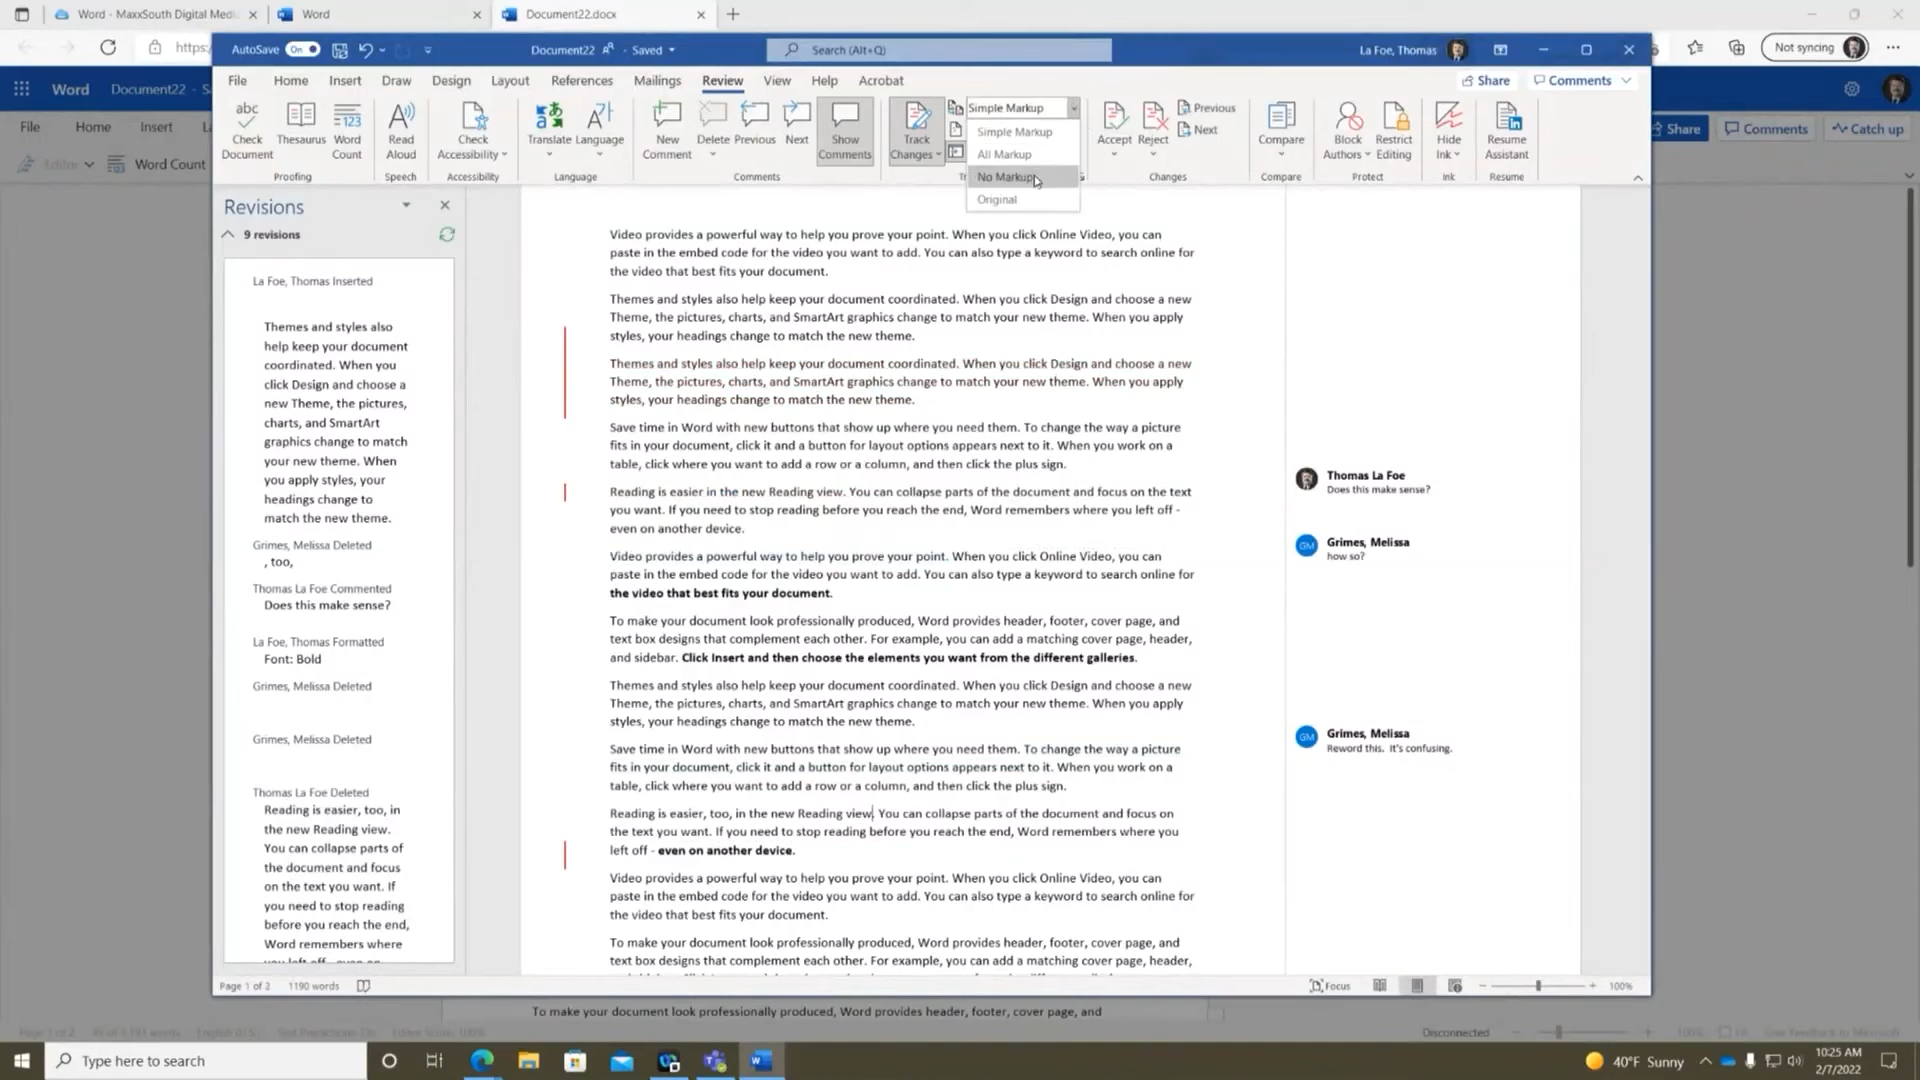 Word - MaxxSouth Digital Medi
Word
Document22.docx
https:
Not syncing
AutoSave On
Document22 - Saved
Search (Alt+Q)
La Foe, Thomas
Word Document22 - S
File Home Insert Draw Design Layout References Mailings Review View Help Acrobat
Share
Comments
File Home Insert
Share Comments Catch up
Editor
Word Count
abc
Check Document
Thesaurus
Word Count
Proofing
Read Aloud
Speech
Check Accessibility
Accessibility
Translate
Language
Language
New Comment
Delete
Previous
Next
Show Comments
Comments
Track Changes
Simple Markup
Simple Markup
All Markup
No Markup
Original
Accept
Reject
Previous
Next
Changes
Compare
Compare
Block Authors
Restrict Editing
Protect
Hide Ink
Ink
Resume Assistant
Resume
Revisions
9 revisions
La Foe, Thomas Inserted
Themes and styles also
help keep your document
coordinated. When you
click Design and choose a
new Theme, the pictures,
charts, and SmartArt
graphics change to match
your new theme. When
you apply styles, your
headings change to
match the new theme.
Grimes, Melissa Deleted
, too,
Thomas La Foe Commented
Does this make sense?
La Foe, Thomas Formatted
Font: Bold
Grimes, Melissa Deleted
Grimes, Melissa Deleted
Thomas La Foe Deleted
Reading is easier, too, in
the new Reading view.
You can collapse parts of
the document and focus
on the text you want. If
you need to stop reading
before you reach the end,
Word remembers where
you left off - even on
Video provides a powerful way to help you prove your point. When you click Online Video, you can
paste in the embed code for the video you want to add. You can also type a keyword to search online for
the video that best fits your document.
Themes and styles also help keep your document coordinated. When you click Design and choose a new
Theme, the pictures, charts, and SmartArt graphics change to match your new theme. When you apply
styles, your headings change to match the new theme.
Themes and styles also help keep your document coordinated. When you click Design and choose a new
Theme, the pictures, charts, and SmartArt graphics change to match your new theme. When you apply
styles, your headings change to match the new theme.
Save time in Word with new buttons that show up where you need them. To change the way a picture
fits in your document, click it and a button for layout options appears next to it. When you work on a
table, click where you want to add a row or a column, and then click the plus sign.
Reading is easier in the new Reading view. You can collapse parts of the document and focus on the text
you want. If you need to stop reading before you reach the end, Word remembers where you left off -
even on another device.
Video provides a powerful way to help you prove your point. When you click Online Video, you can
paste in the embed code for the video you want to add. You can also type a keyword to search online for
the video that best fits your document.
To make your document look professionally produced, Word provides header, footer, cover page, and
text box designs that complement each other. For example, you can add a matching cover page, header,
and sidebar. Click Insert and then choose the elements you want from the different galleries.
Themes and styles also help keep your document coordinated. When you click Design and choose a new
Theme, the pictures, charts, and SmartArt graphics change to match your new theme. When you apply
styles, your headings change to match the new theme.
Save time in Word with new buttons that show up where you need them. To change the way a picture
fits in your document, click it and a button for layout options appears next to it. When you work on a
table, click where you want to add a row or a column, and then click the plus sign.
Reading is easier, too, in the new Reading view. You can collapse parts of the document and focus on
the text you want. If you need to stop reading before you reach the end, Word remembers where you
left off - even on another device.
Video provides a powerful way to help you prove your point. When you click Online Video, you can
paste in the embed code for the video you want to add. You can also type a keyword to search online for
the video that best fits your document.
To make your document look professionally produced, Word provides header, footer, cover page, and
text box designs that complement each other. For example, you can add a matching cover page, header,
Thomas La Foe
Does this make sense?
GM Grimes, Melissa
how so?
GM Grimes, Melissa
Reword this. It's confusing.
Page 1 of 2 1190 words
Focus
100%
To make your document look professionally produced, Word provides header, footer, cover page, and
Disconnected
Type here to search
40°F Sunny
10:25 AM
2/7/2022